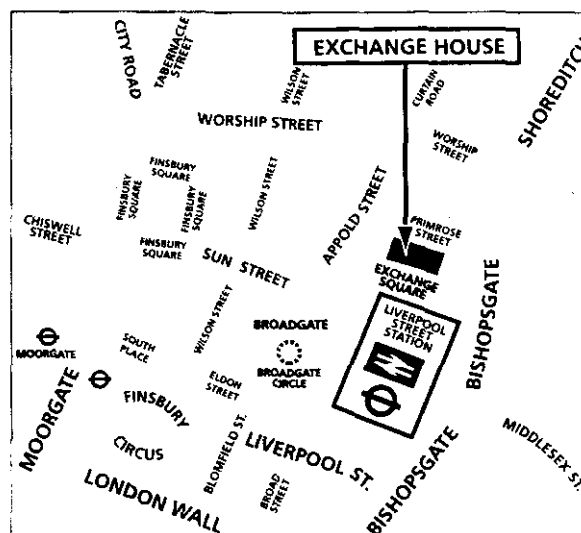 CITY ROAD
TABERNACLE
STREET
EXCHANGE HOUSE
WILSON
STREET
CURTAIN
ROAD
SHOREDITCH
WORSHIP STREET
WORSHIP
STREET
FINSBURY
SQUARE
FINSBURY
SQUARE
FINSBURY
SQUARE
FINSBURY
SQUARE
WILSON STREET
CHISWELL
STREET
APPOLD STREET
PRIMROSE
STREET
SUN STREET
EXCHANGE
SQUARE
BISHOPSGATE
WILSON STREET
BROADGATE
LIVERPOOL
STREET
STATION
MOORGATE
SOUTH
PLACE
BROADGATE
CIRCLE
ELDON
STREET
MOORGATE
FINSBURY
CIRCUS
BLOMFIELD ST.
LIVERPOOL ST.
BISHOPSGATE
MIDDLESEX ST.
LONDON WALL
BROAD
STREET